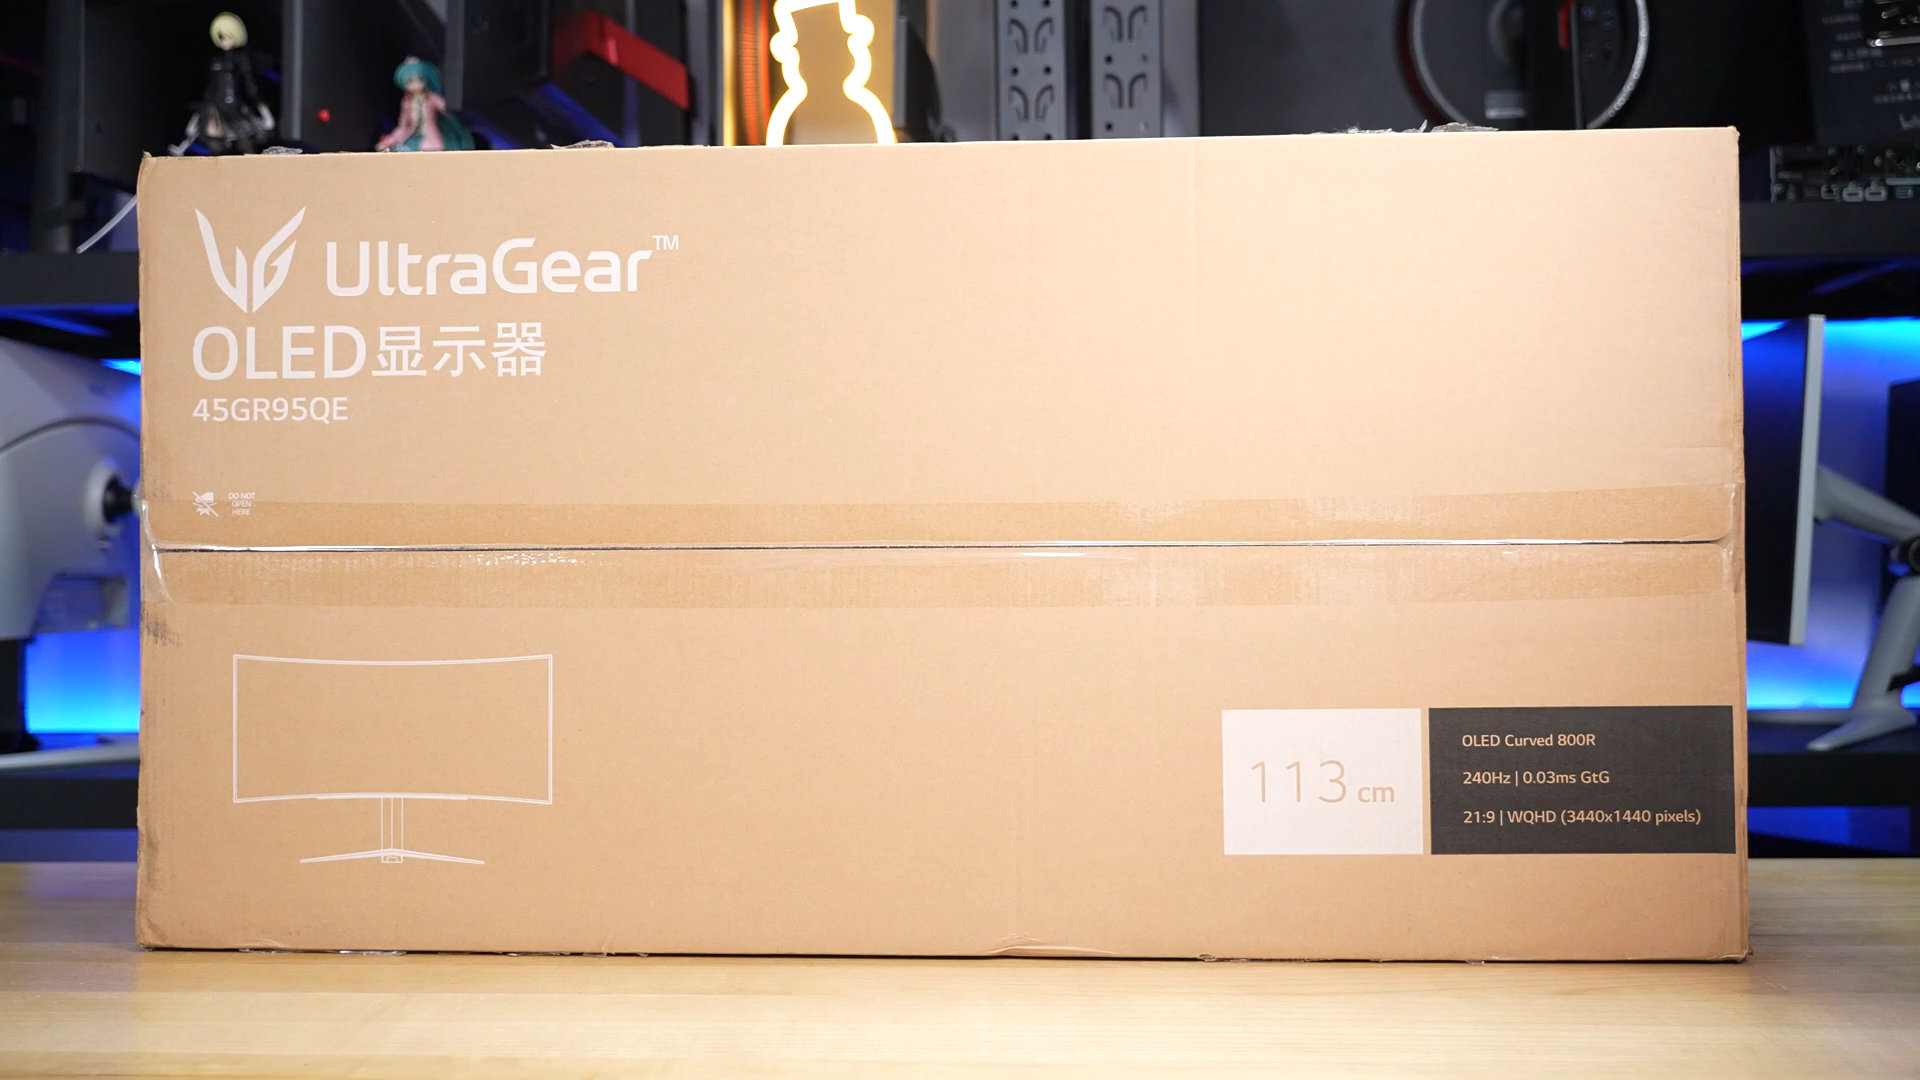 UltraGear™
OLED显示器
45GR95QE
DO NOT
OPEN
HERE
113 cm
OLED Curved 800R
240Hz | 0.03ms GtG
21:9 | WQHD (3440x1440 pixels)